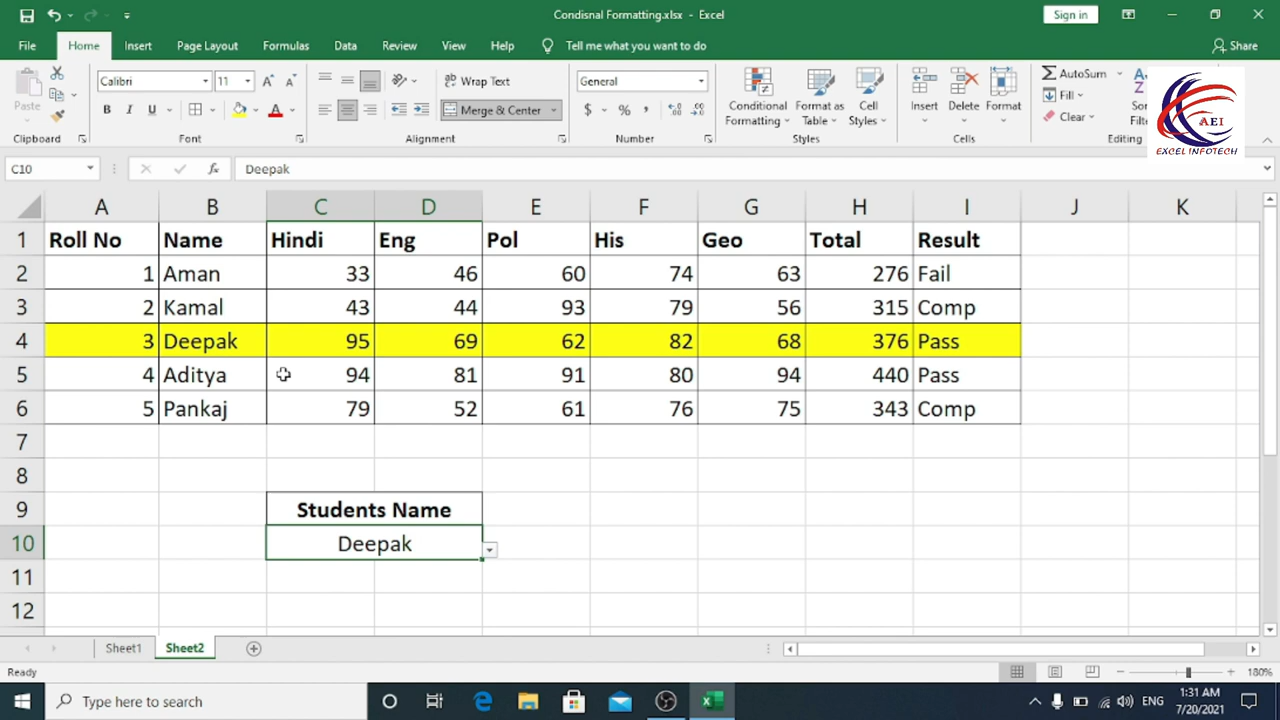 Condisnal Formatting.xlsx - Excel
Sign in
File Home Insert Page Layout Formulas Data Review View Help Tell me what you want to do Share
Paste
Calibri 11
Wrap Text
General
AutoSum
B I U
Merge & Center
$ % ,
Conditional Formatting
Format as Table
Cell Styles
Insert Delete Format
Fill
Clear
AEI
EXCEL INFOTECH
Clipboard Font Alignment Number Styles Cells Editing
C10 fx Deepak
A B C D E F G H I J K
1 Roll No Name Hindi Eng Pol His Geo Total Result
2 1 Aman 33 46 60 74 63 276 Fail
3 2 Kamal 43 44 93 79 56 315 Comp
4 3 Deepak 95 69 62 82 68 376 Pass
5 4 Aditya 94 81 91 80 94 440 Pass
6 5 Pankaj 79 52 61 76 75 343 Comp
7
8
9 Students Name
10 Deepak
11
12
Sheet1 Sheet2
Ready 180%
Type here to search
ENG
1:31 AM
7/20/2021